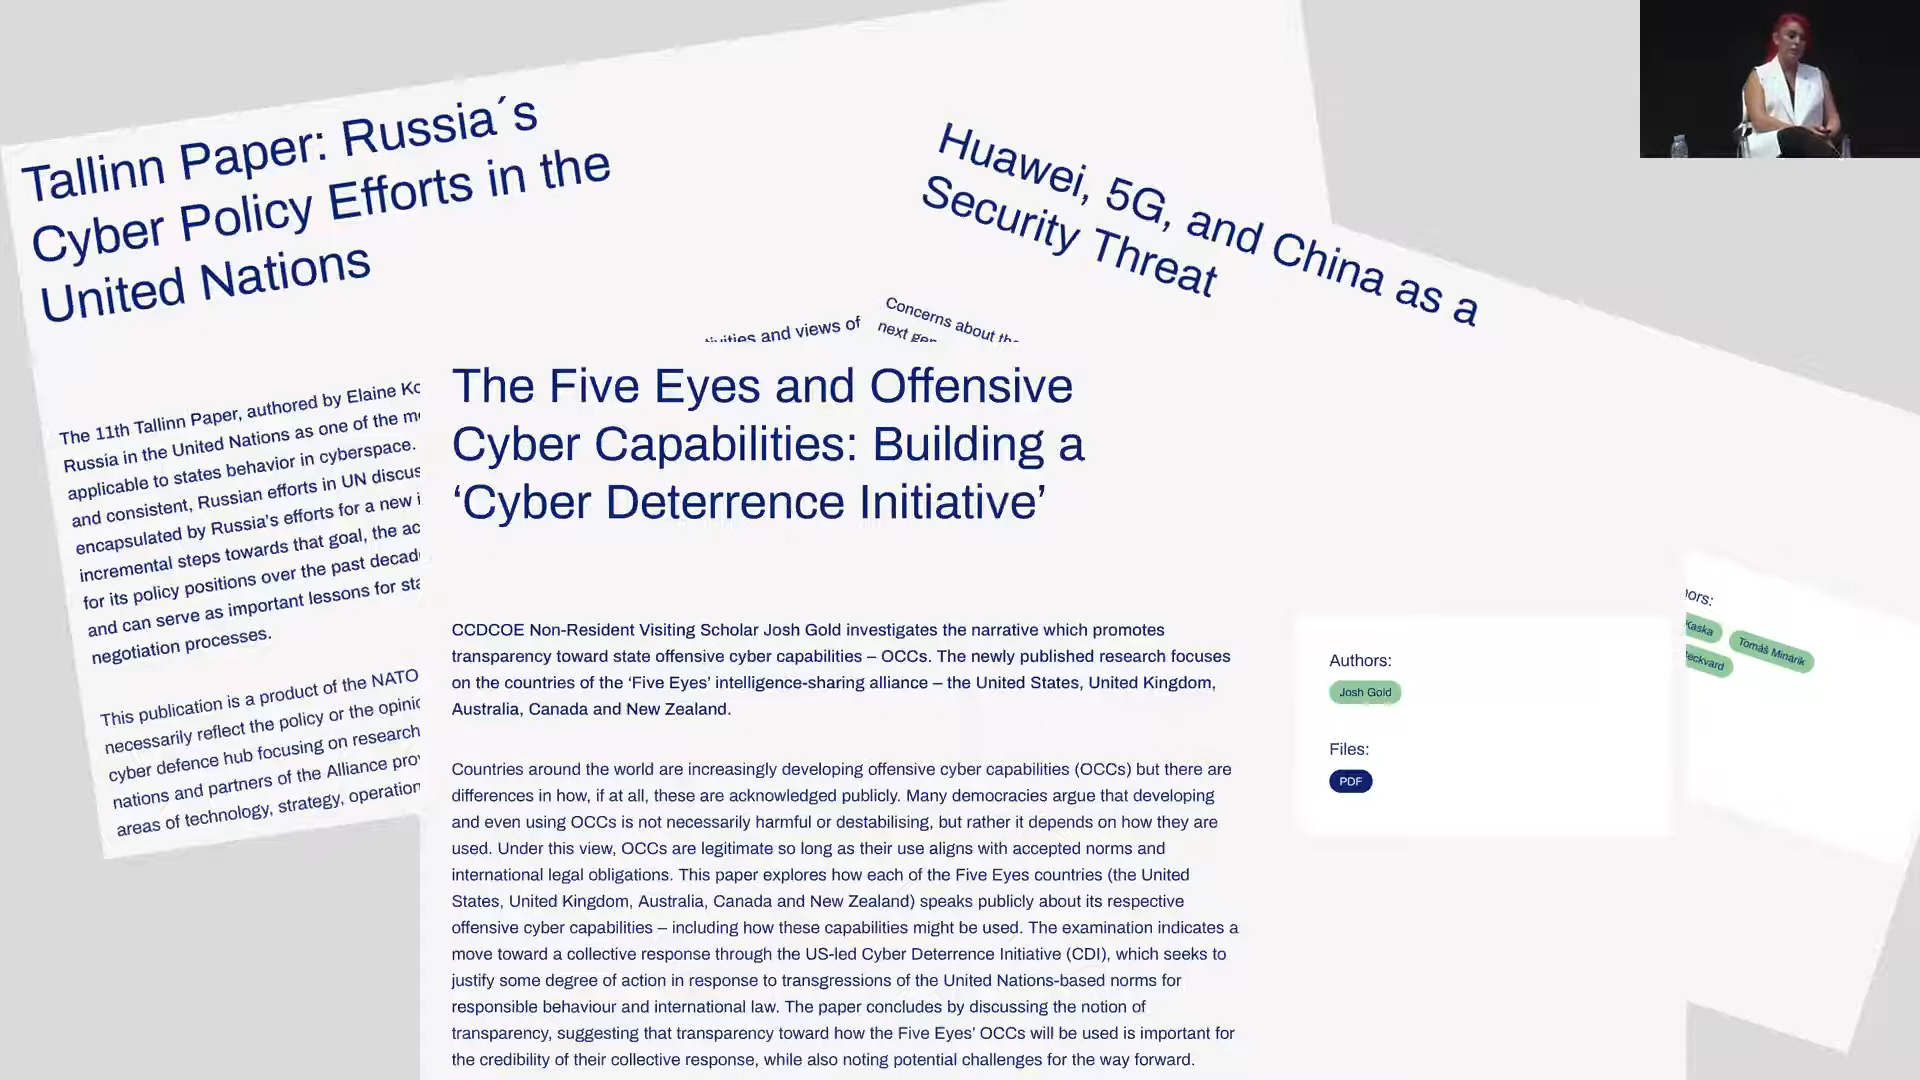 Tallinn Paper: Russia´s
Cyber Policy Efforts in the
United Nations
The 11th Tallinn Paper, authored by Elaine
Russia in the United Nations as one of the
applicable to states behavior in cyberspace.
and consistent, Russian efforts in UN
encapsulated by Russia's efforts for a new
incremental steps towards that goal, the
for its policy positions over the past
and can serve as important lessons for
negotiation processes.
This publication is a product of the NATO
necessarily reflect the policy or the
cyber defence hub focusing on research
nations and partners of the Alliance
areas of technology, strategy,
and views of
Huawei, 5G, and China as a
Security Threat
Concerns about
next
The Five Eyes and Offensive
Cyber Capabilities: Building a
‘Cyber Deterrence Initiative’
CCDCOE Non-Resident Visiting Scholar Josh Gold investigates the narrative which promotes
transparency toward state offensive cyber capabilities – OCCs. The newly published research focuses
on the countries of the ‘Five Eyes’ intelligence-sharing alliance – the United States, United Kingdom,
Australia, Canada and New Zealand.
Countries around the world are increasingly developing offensive cyber capabilities (OCCs) but there are
differences in how, if at all, these are acknowledged publicly. Many democracies argue that developing
and even using OCCs is not necessarily harmful or destabilising, but rather it depends on how they are
used. Under this view, OCCs are legitimate so long as their use aligns with accepted norms and
international legal obligations. This paper explores how each of the Five Eyes countries (the United
States, United Kingdom, Australia, Canada and New Zealand) speaks publicly about its respective
offensive cyber capabilities – including how these capabilities might be used. The examination indicates a
move toward a collective response through the US-led Cyber Deterrence Initiative (CDI), which seeks to
justify some degree of action in response to transgressions of the United Nations-based norms for
responsible behaviour and international law. The paper concludes by discussing the notion of
transparency, suggesting that transparency toward how the Five Eyes’ OCCs will be used is important for
the credibility of their collective response, while also noting potential challenges for the way forward.
Authors:
Josh Gold
Files:
PDF
Kaska
Tomáš Minárik